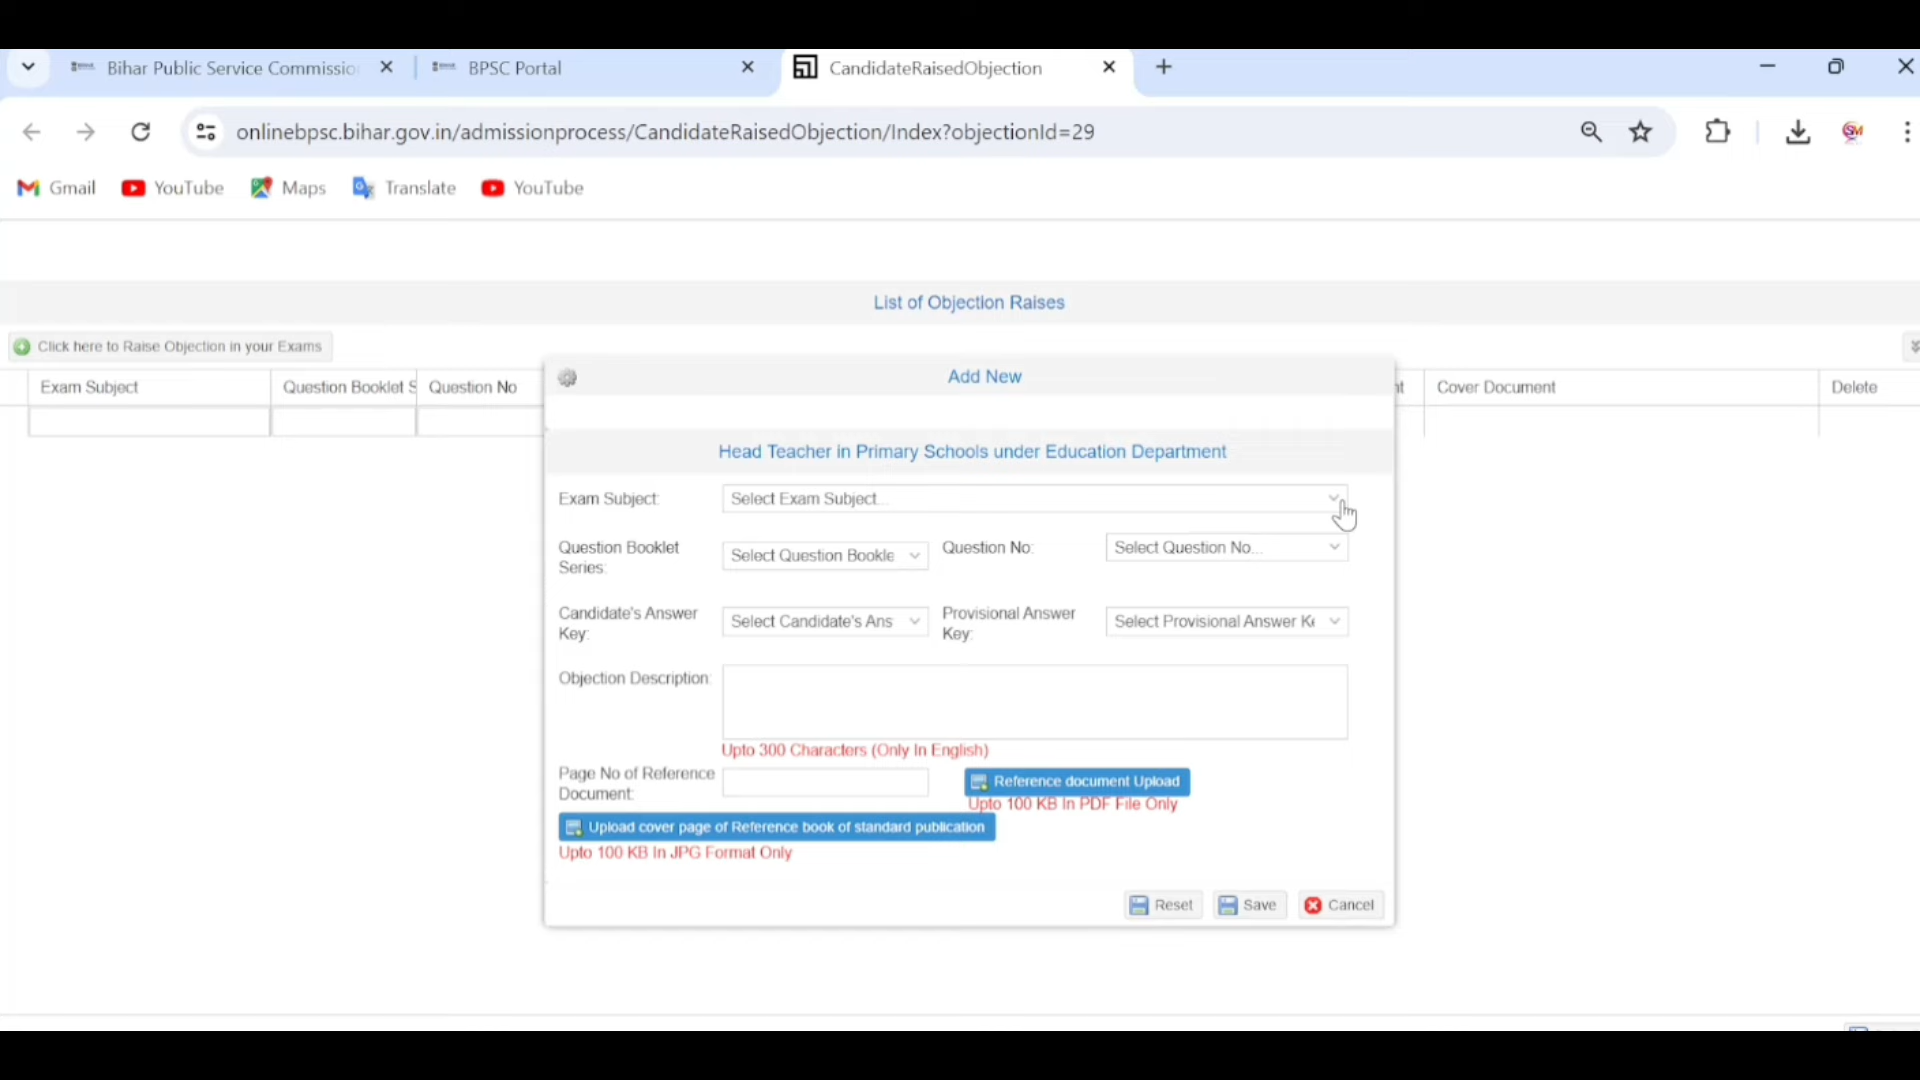 Bihar Public Service Commissio
BPSC Portal
CandidateRaisedObjection
onlinebpsc.bihar.gov.in/admissionprocess/CandidateRaisedObjection/Index?objectionId=29
SM
Gmail
YouTube
Maps
Translate
YouTube
List of Objection Raises
Click here to Raise Objection in your Exams
Exam Subject
Question Booklet S
Question No
Cover Document
Delete
Add New
Head Teacher in Primary Schools under Education Department
Exam Subject:
Select Exam Subject...
Question Booklet
Series:
Select Question Bookle
Question No:
Select Question No...
Candidate's Answer
Key:
Select Candidate's Ans
Provisional Answer
Key:
Select Provisional Answer Ke
Objection Description:
Upto 300 Characters (Only In English)
Page No of Reference
Document:
Reference document Upload
Upto 100 KB In PDF File Only
Upload cover page of Reference book of standard publication
Upto 100 KB In JPG Format Only
Reset
Save
Cancel